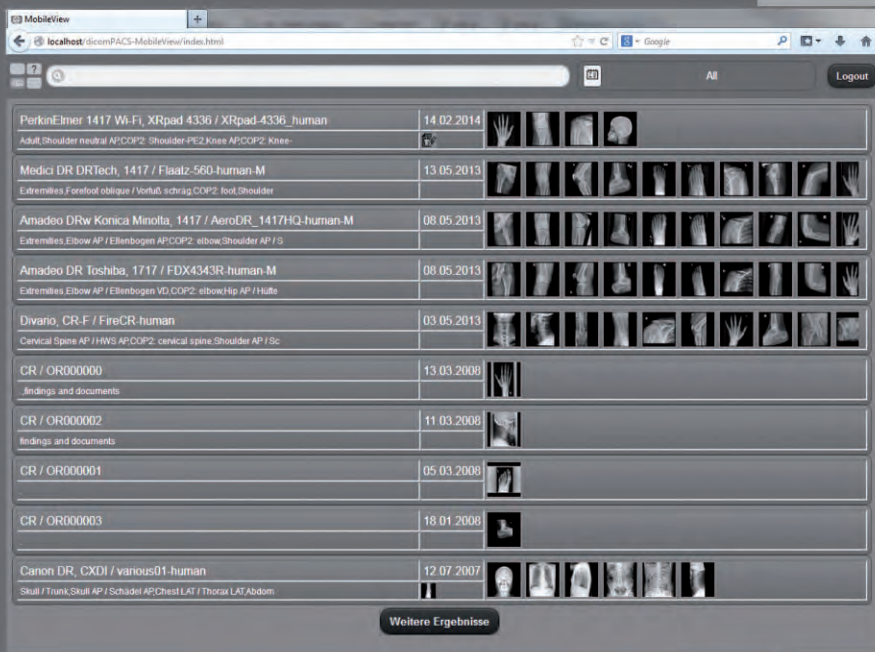 MobileView
+
localhost/dicomPACS-MobileView/index.html
Google
?
All
Logout
PerkinElmer 1417 Wi-Fi, XRpad 4336 / XRpad-4336_human 14.02.2014
Adult,Shoulder neutral AP,COP2: Shoulder-PE2,Knee AP,COP2: Knee-
Medici DR DRTech, 1417 / Flaatz-560-human-M 13.05.2013
Extremities,Forefoot oblique / Vorfuß schräg,COP2: foot,Shoulder
Amadeo DRw Konica Minolta, 1417 / AeroDR_1417HQ-human-M 08.05.2013
Extremities,Elbow AP / Ellenbogen AP,COP2: elbow,Shoulder AP / S
Amadeo DR Toshiba, 1717 / FDX4343R-human-M 08.05.2013
Extremities,Elbow AP / Ellenbogen VD,COP2: elbow,Hip AP / Hüfte
Divario, CR-F / FireCR-human 03.05.2013
Cervical Spine AP / HWS AP,COP2: cervical spine,Shoulder AP / Sc
CR / OR000000 13.03.2008
,findings and documents
CR / OR000002 11.03.2008
findings and documents
CR / OR000001 05.03.2008
CR / OR000003 18.01.2008
Canon DR, CXDI / various01-human 12.07.2007
Skull / Trunk,Skull AP / Schädel AP,Chest LAT / Thorax LAT,Abdom
Weitere Ergebnisse